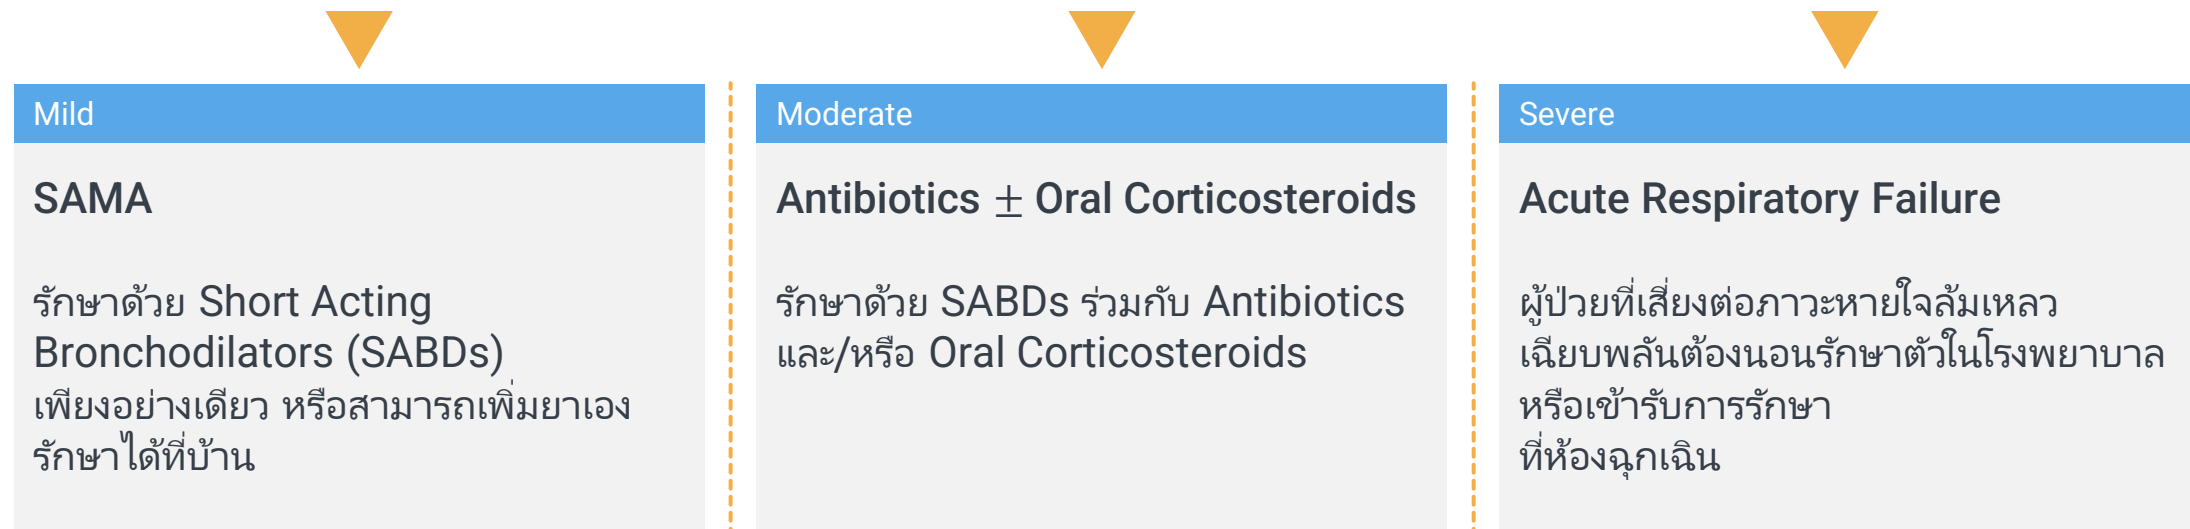 Mild
SAMA
รักษาด้วย Short Acting
Bronchodilators (SABDs)
เพียงอย่างเดียว หรือสามารถเพิ่มยาเอง
รักษาได้ที่บ้าน
Moderate
Antibiotics ± Oral Corticosteroids
รักษาด้วย SABDs ร่วมกับ Antibiotics
และ/หรือ Oral Corticosteroids
Severe
Acute Respiratory Failure
ผู้ป่วยที่เสี่ยงต่อภาวะหายใจล้มเหลว
เฉียบพลันต้องนอนรักษาตัวในโรงพยาบาล
หรือเข้ารับการรักษา
ที่ห้องฉุกเฉิน